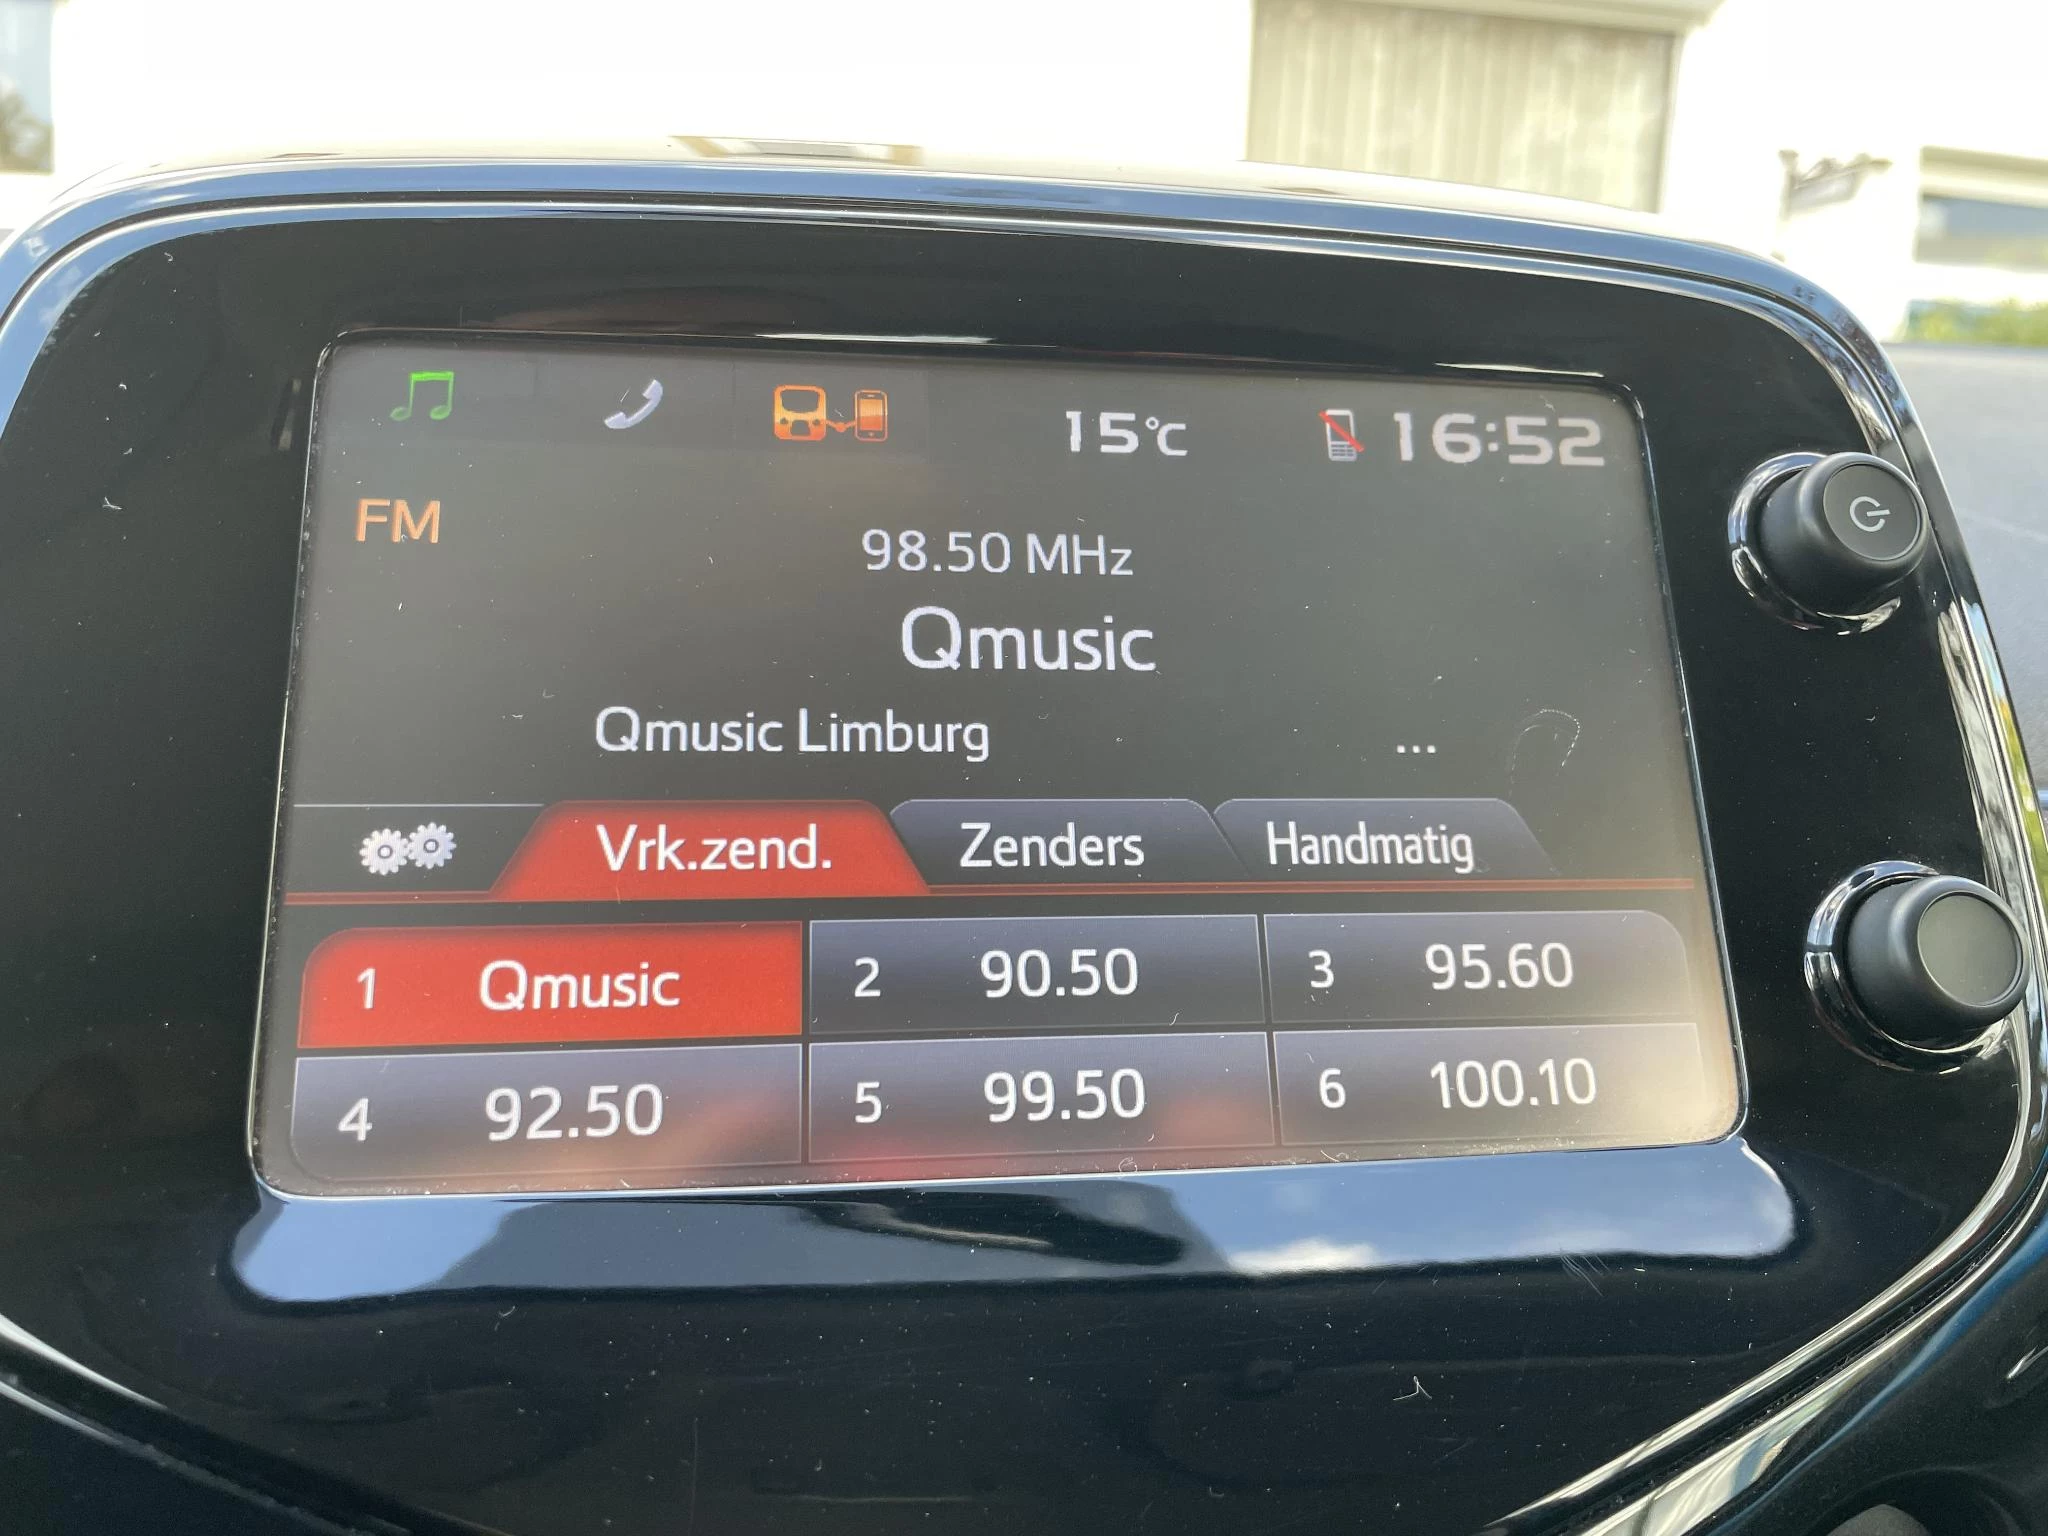 15°C 16:52
FM
98.50 MHz
Qmusic
Qmusic Limburg ...
Vrk.zend. Zenders Handmatig
1 Qmusic 2 90.50 3 95.60
4 92.50 5 99.50 6 100.10